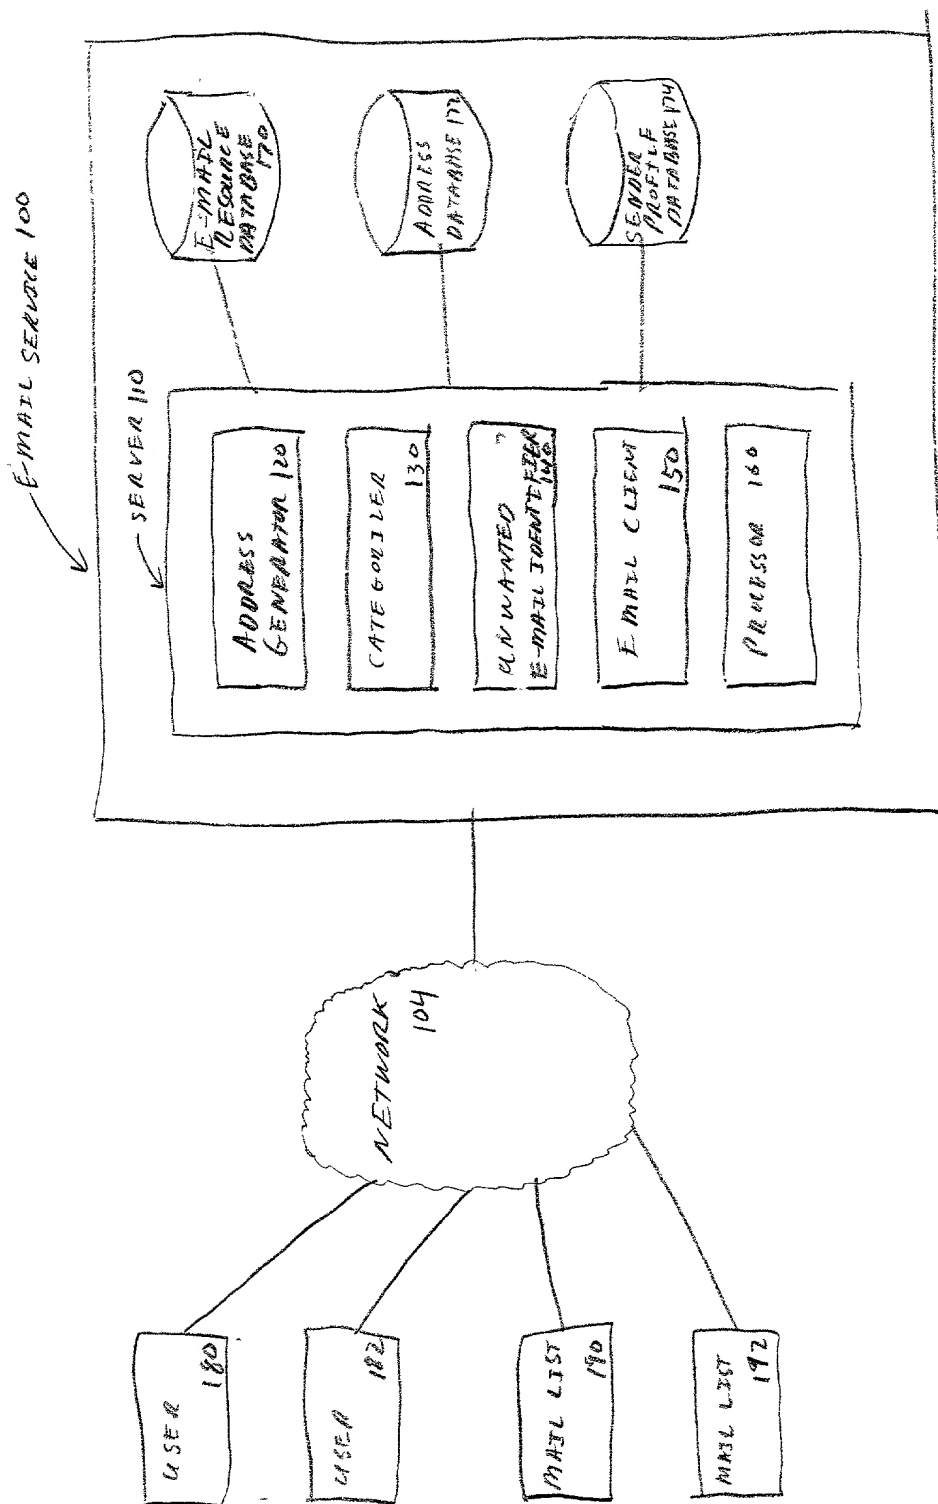 E-MAIL SERVICE 100
SERVER 110
ADDRESS
GENERATOR 120
CATEGORIZER
130
UNWANTED
E-MAIL IDENTIFIER
140
EMAIL CLIENT
150
PROCESSOR 160
E-MAIL
RESOURCE
DATABASE
170
ADDRESS
DATABASE 172
SENDER
PROFILE
DATABASE 174
NETWORK
104
USER
180
USER
182
MAIL LIST
190
MAIL LIST
192